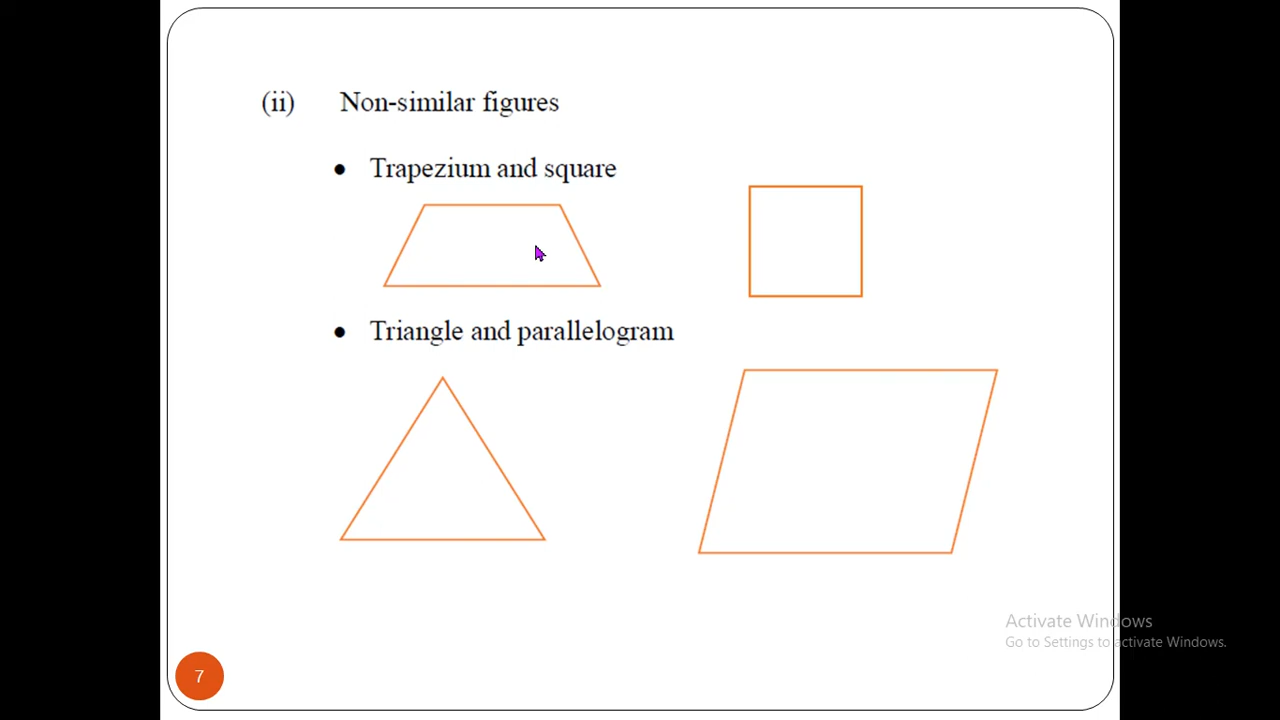 (ii) Non-similar figures
● Trapezium and square
● Triangle and parallelogram
Activate Windows
Go to Settings to activate Windows.
7